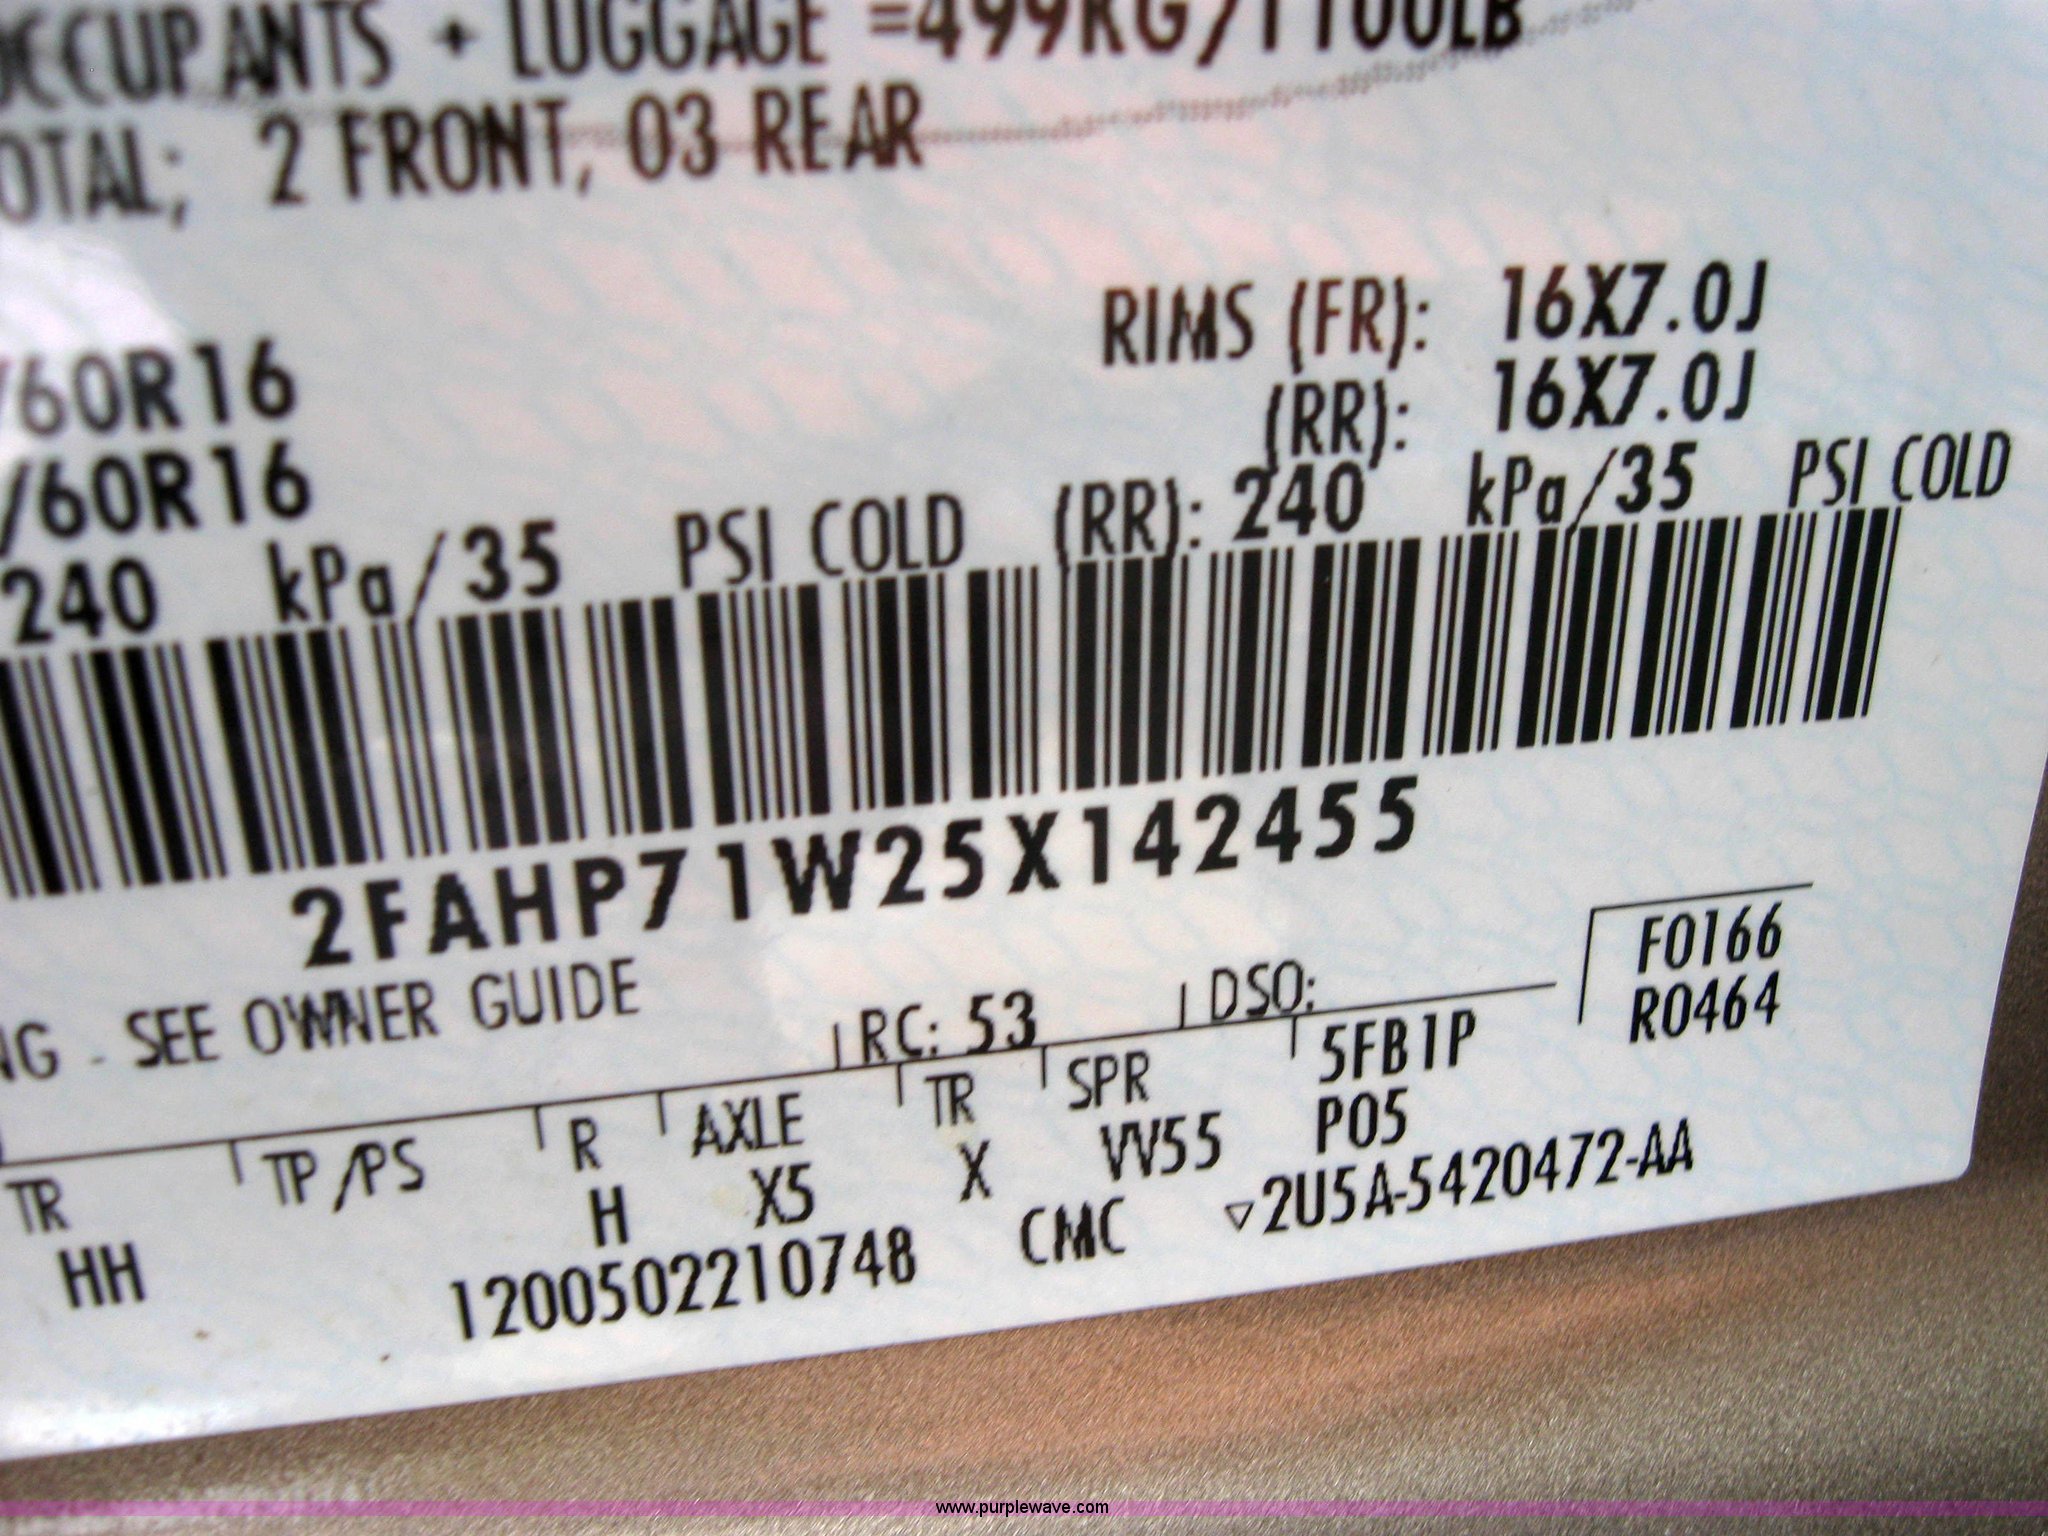 OCCUPANTS + LUGGAGE =499KG/1100LB
OTAL; 2 FRONT, 03 REAR
RIMS (FR): 16X7.0J
/60R16 (RR): 16X7.0J
/60R16
240 kPa/35 PSI COLD (RR): 240 kPa/35 PSI COLD
2FAHP71W25X142455
NG - SEE OWNER GUIDE
RC: 53 DSO:
F0166
R0464
TR TP/PS R AXLE TR SPR 5FB1P
HH H X5 X VV55 P05
1200502210748 CMC ▽2U5A-5420472-AA
www.purplewave.com